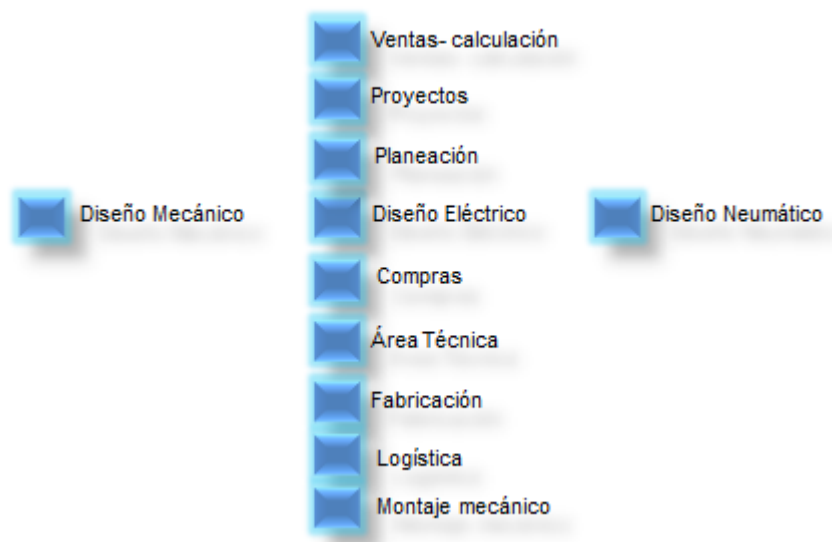 Ventas- calculación
Proyectos
Planeación
Diseño Mecánico
Diseño Eléctrico
Diseño Neumático
Compras
Área Técnica
Fabricación
Logística
Montaje mecánico